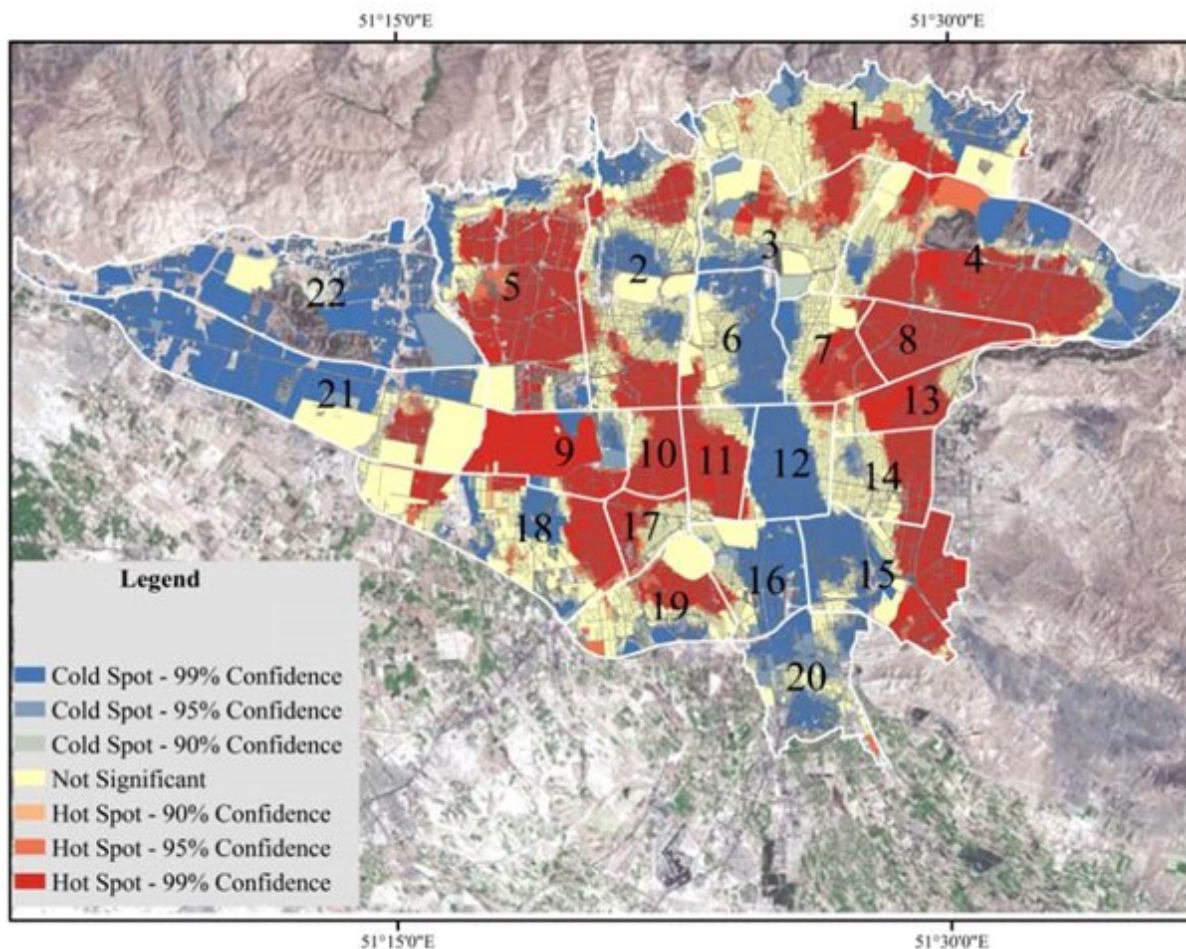 51°15'0"E
51°30'0"E
1
2
3
4
5
22
6
7
8
21
13
9
10
11
12
14
18
17
16
15
19
20
Legend
Cold Spot - 99% Confidence
Cold Spot - 95% Confidence
Cold Spot - 90% Confidence
Not Significant
Hot Spot - 90% Confidence
Hot Spot - 95% Confidence
Hot Spot - 99% Confidence
51°15'0"E
51°30'0"E